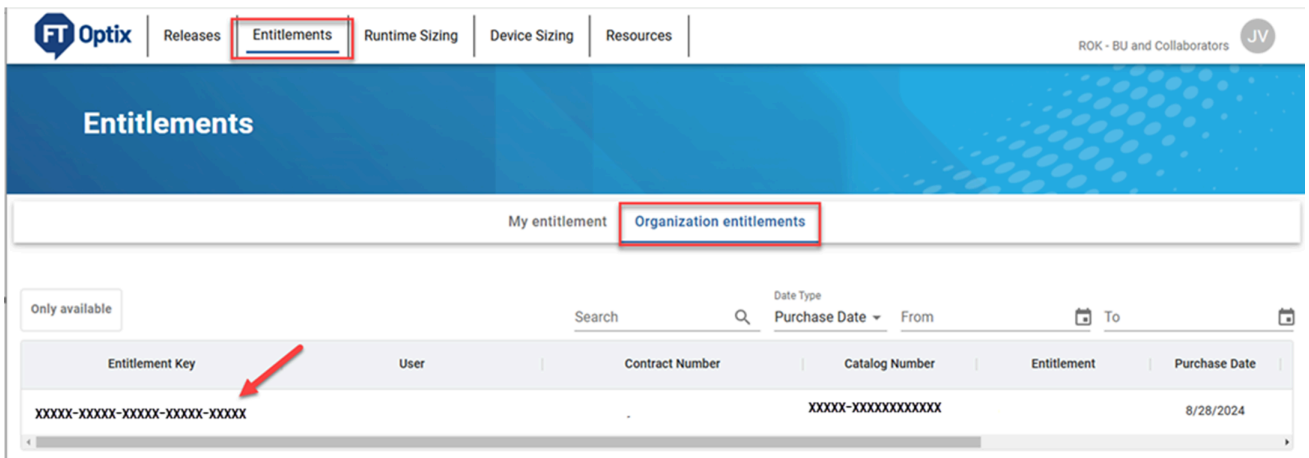 FT Optix
Releases
Entitlements
Runtime Sizing
Device Sizing
Resources
ROK - BU and Collaborators
JV
Entitlements
My entitlement
Organization entitlements
Only available
Search
Date Type
Purchase Date
From
To
Entitlement Key
User
Contract Number
Catalog Number
Entitlement
Purchase Date
XXXXX-XXXXX-XXXXX-XXXXX-XXXXX
-
XXXXX-XXXXXXXXXXXX
8/28/2024